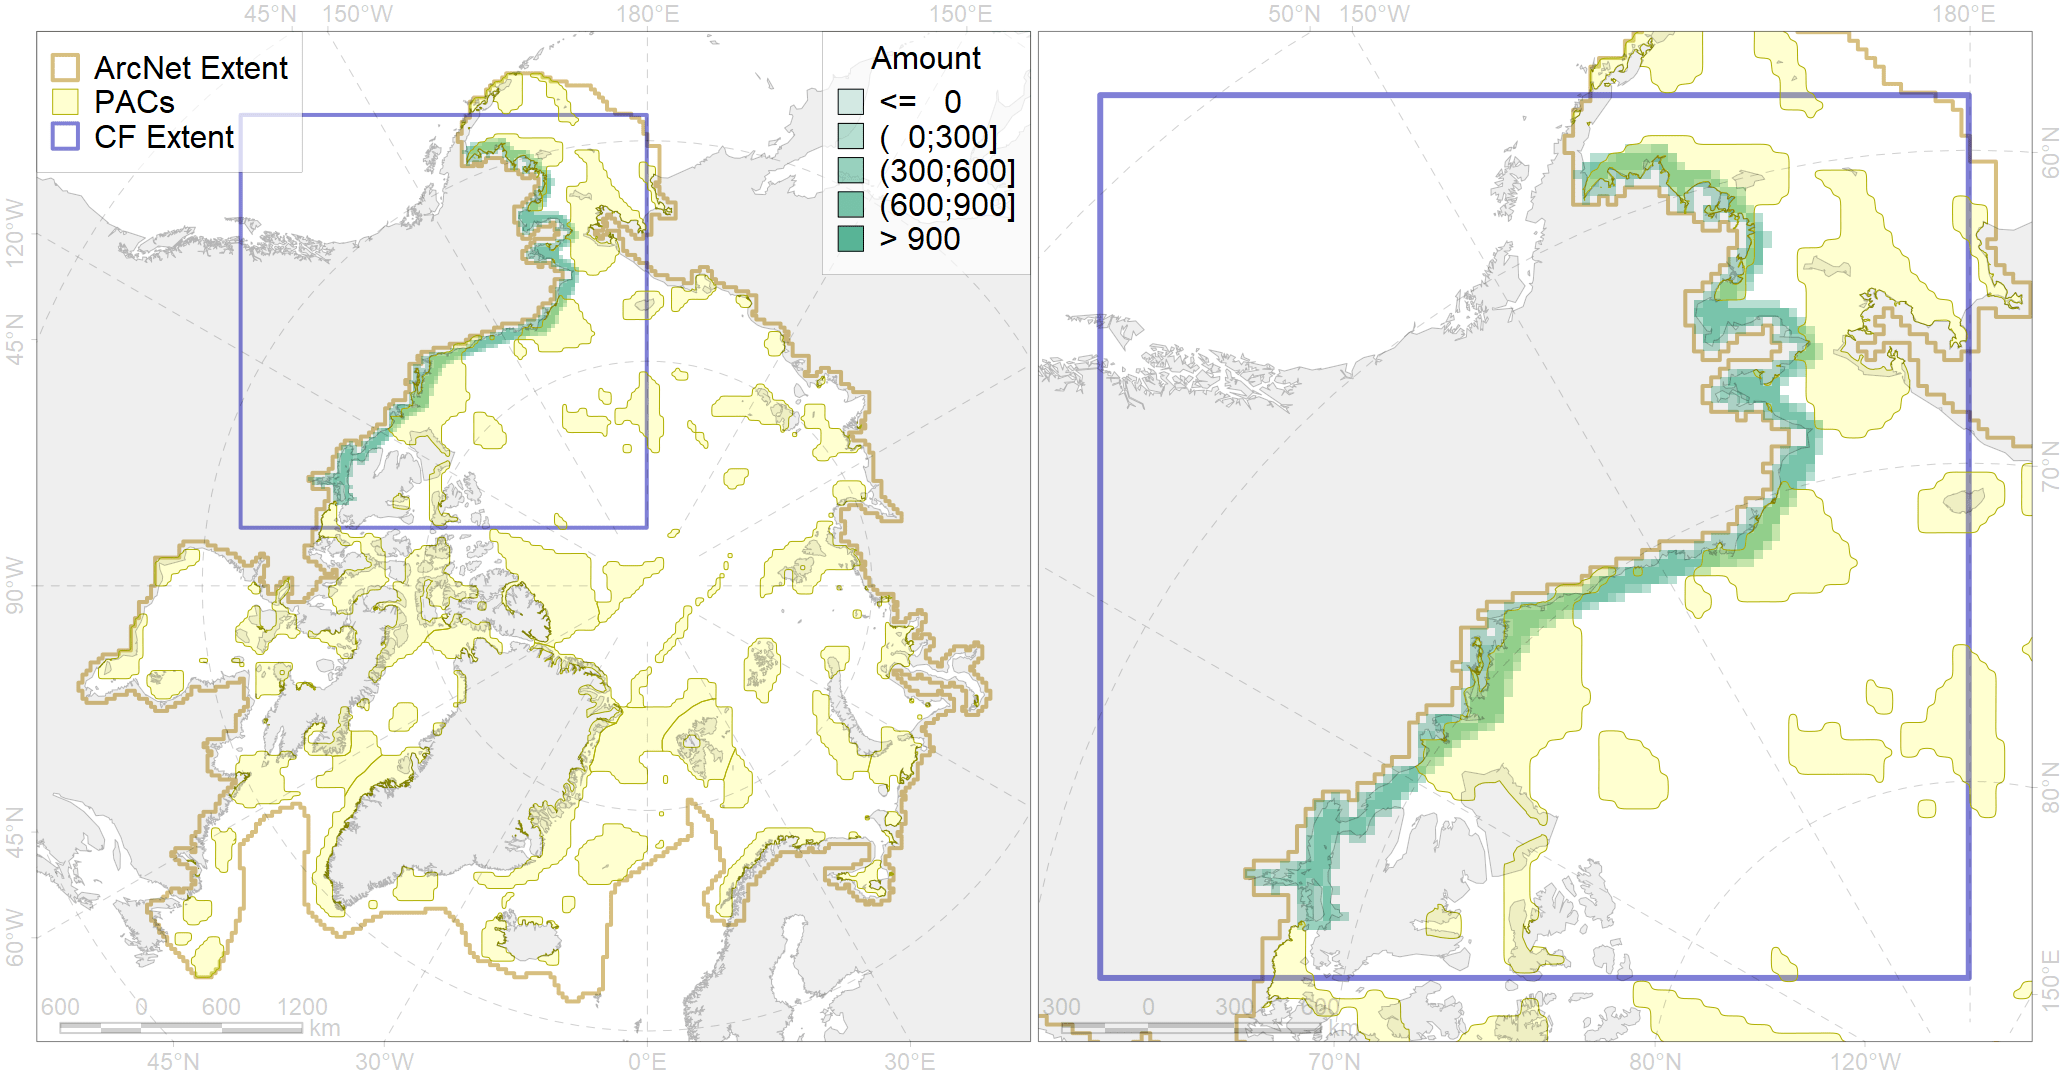 45°N 150°W 180°E 150°E 50°N 150°W 180°E
ArcNet Extent
PACs
CF Extent
Amount
<= 0
( 0;300]
(300;600]
(600;900]
> 900
120°W
45°N
90°W
45°N
60°W
60°N
70°N
80°N
150°E
600 0 600 1200
km
300 0 300 600
km
45°W 30°W 0°E 30°E 70°N 80°N 120°W